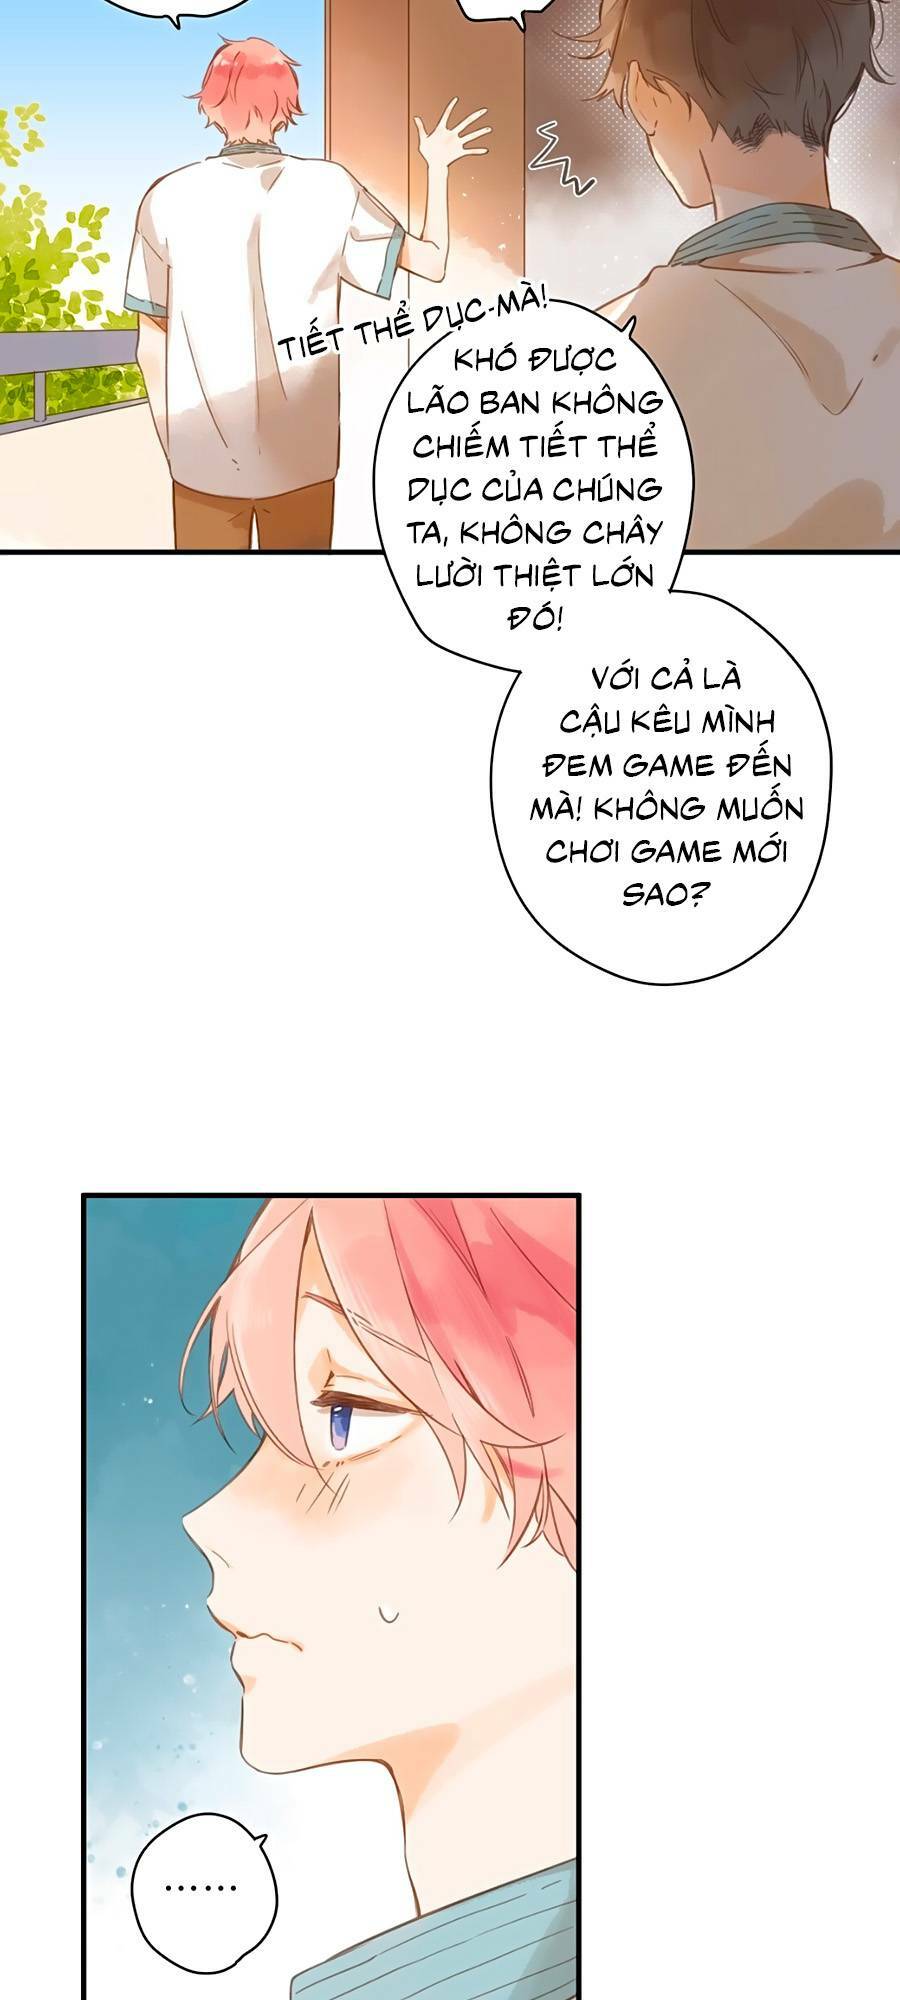 TIẾT THỂ DỤC MÀ!
KHÓ ĐƯỢC
LÃO BAN KHÔNG
CHIẾM TIẾT THỂ
DỤC CỦA CHÚNG
TA, KHÔNG CHÂY
LƯỜI THIỆT LỚN
ĐÓ!
VỚI CẢ LÀ
CẬU KÊU MÌNH
ĐEM GAME ĐẾN
MÀ! KHÔNG MUỐN
CHƠI GAME MỚI
SAO?
......